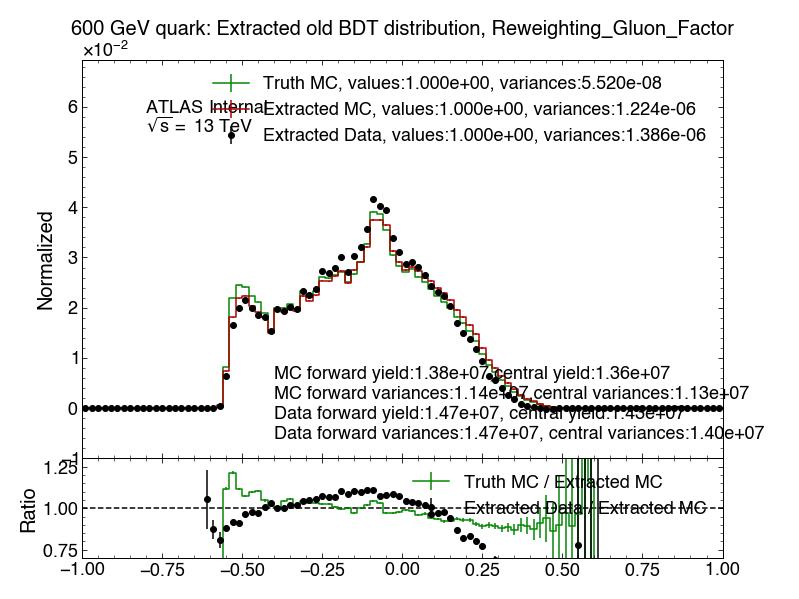 600 GeV quark: Extracted old BDT distribution, Reweighting_Gluon_Factor
×10⁻²
Truth MC, values:1.000e+00, variances:5.520e-08
ATLAS Internal
Extracted MC, values:1.000e+00, variances:1.224e-06
√s = 13 TeV
Extracted Data, values:1.000e+00, variances:1.386e-06
Normalized
6
5
4
3
2
1
0
−1
MC forward yield:1.38e+07, central yield:1.36e+07
MC forward variances:1.14e+07, central variances:1.13e+07
Data forward yield:1.47e+07, central yield:1.45e+07
Data forward variances:1.47e+07, central variances:1.40e+07
Ratio
1.25
1.00
0.75
Truth MC / Extracted MC
Extracted Data / Extracted MC
−1.00 −0.75 −0.50 −0.25 0.00 0.25 0.50 0.75 1.00